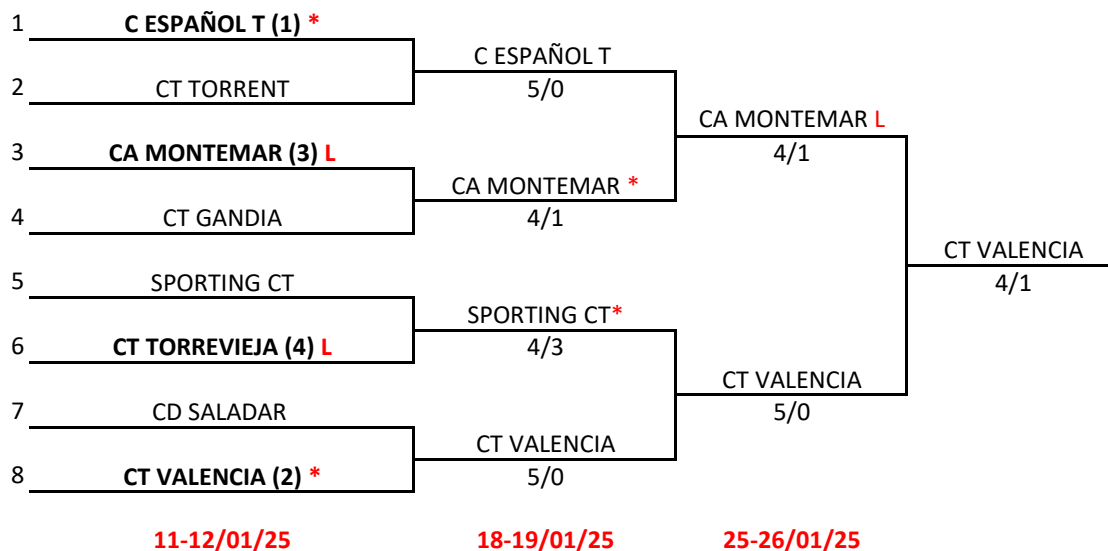 1 C ESPAÑOL T (1) *
C ESPAÑOL T
5/0
2 CT TORRENT
CA MONTEMAR L
4/1
3 CA MONTEMAR (3) L
CA MONTEMAR *
4/1
4 CT GANDIA
CT VALENCIA
4/1
5 SPORTING CT
SPORTING CT*
4/3
6 CT TORREVIEJA (4) L
CT VALENCIA
5/0
7 CD SALADAR
CT VALENCIA
5/0
8 CT VALENCIA (2) *
11-12/01/25 18-19/01/25 25-26/01/25